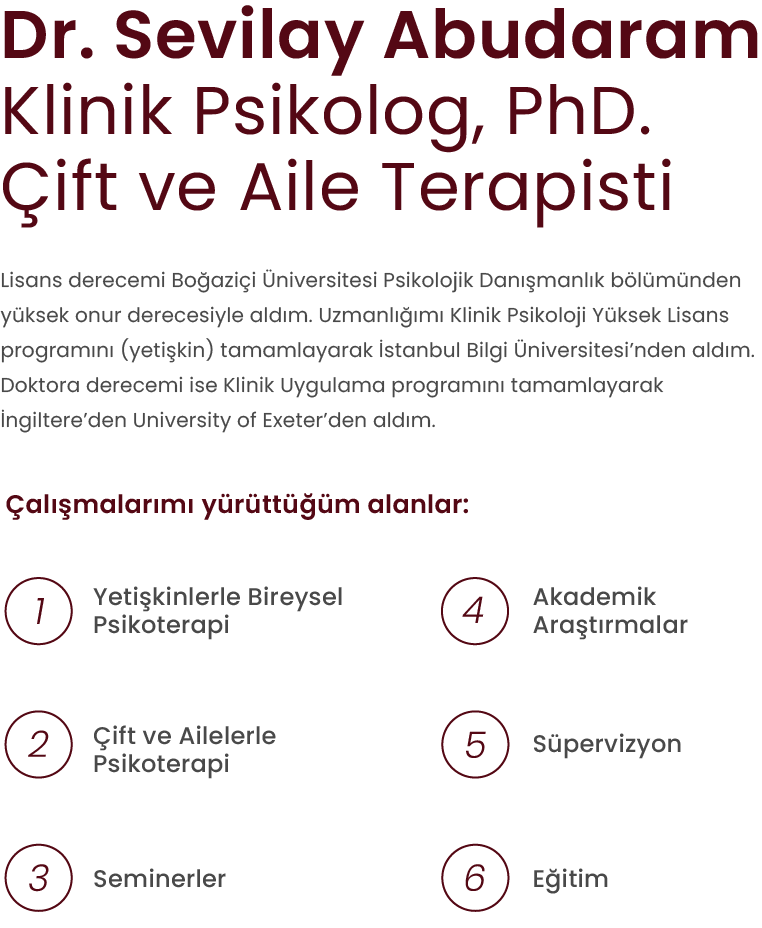 Dr. Sevilay Abudaram
Klinik Psikolog, PhD.
Çift ve Aile Terapisti
Lisans derecemi Boğaziçi Üniversitesi Psikolojik Danışmanlık bölümünden
yüksek onur derecesiyle aldım. Uzmanlığımı Klinik Psikoloji Yüksek Lisans
programını (yetişkin) tamamlayarak İstanbul Bilgi Üniversitesi’nden aldım.
Doktora derecemi ise Klinik Uygulama programını tamamlayarak
İngiltere’den University of Exeter’den aldım.
Çalışmalarımı yürüttüğüm alanlar:
1
Yetişkinlerle Bireysel
Psikoterapi
2
Çift ve Ailelerle
Psikoterapi
3
Seminerler
4
Akademik
Araştırmalar
5
Süpervizyon
6
Eğitim